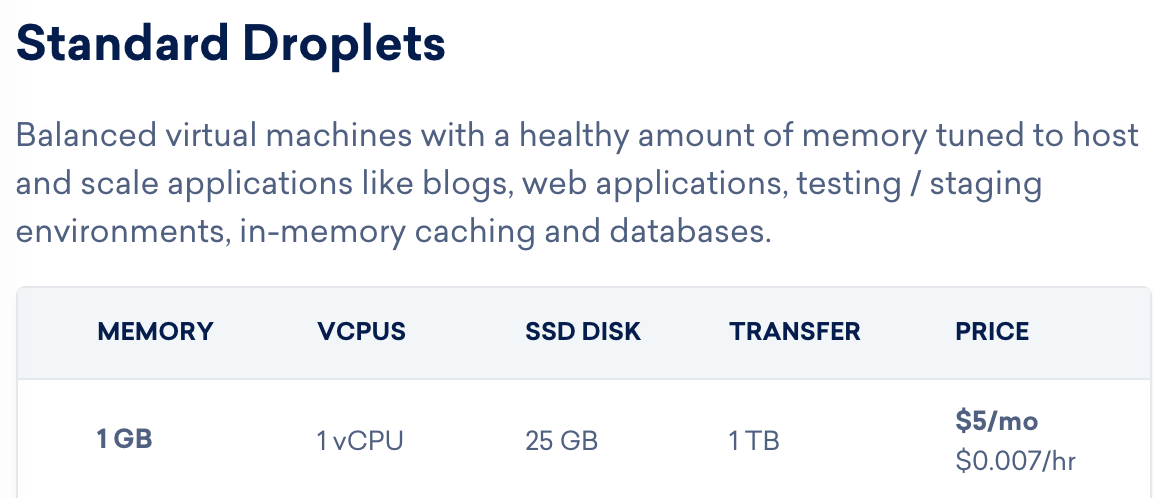 Standard Droplets
Balanced virtual machines with a healthy amount of memory tuned to host
and scale applications like blogs, web applications, testing / staging
environments, in-memory caching and databases.
MEMORY VCPUS SSD DISK TRANSFER PRICE
1 GB 1 vCPU 25 GB 1 TB $5/mo
$0.007/hr